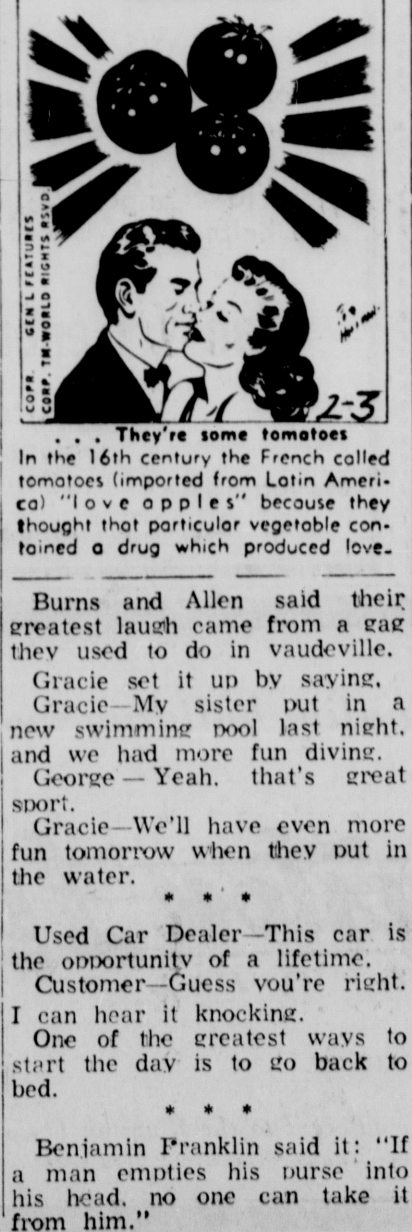 COPR. GEN'L FEATURES
CORP. TM-WORLD RIGHTS RSVD.
2-3
. . . They're some tomatoes
In the 16th century the French called
tomatoes (imported from Latin Ameri-
ca) "love apples" because they
thought that particular vegetable con-
tained a drug which produced love.
Burns and Allen said their
greatest laugh came from a gag
they used to do in vaudeville.
Gracie set it up by saying,
Gracie—My sister put in a
new swimming pool last night,
and we had more fun diving.
George — Yeah, that's great
sport.
Gracie—We'll have even more
fun tomorrow when they put in
the water.
* * *
Used Car Dealer—This car is
the opportunity of a lifetime.
Customer—Guess you're right.
I can hear it knocking.
One of the greatest ways to
start the day is to go back to
bed.
* * *
Benjamin Franklin said it: "If
a man empties his purse into
his head, no one can take it
from him."